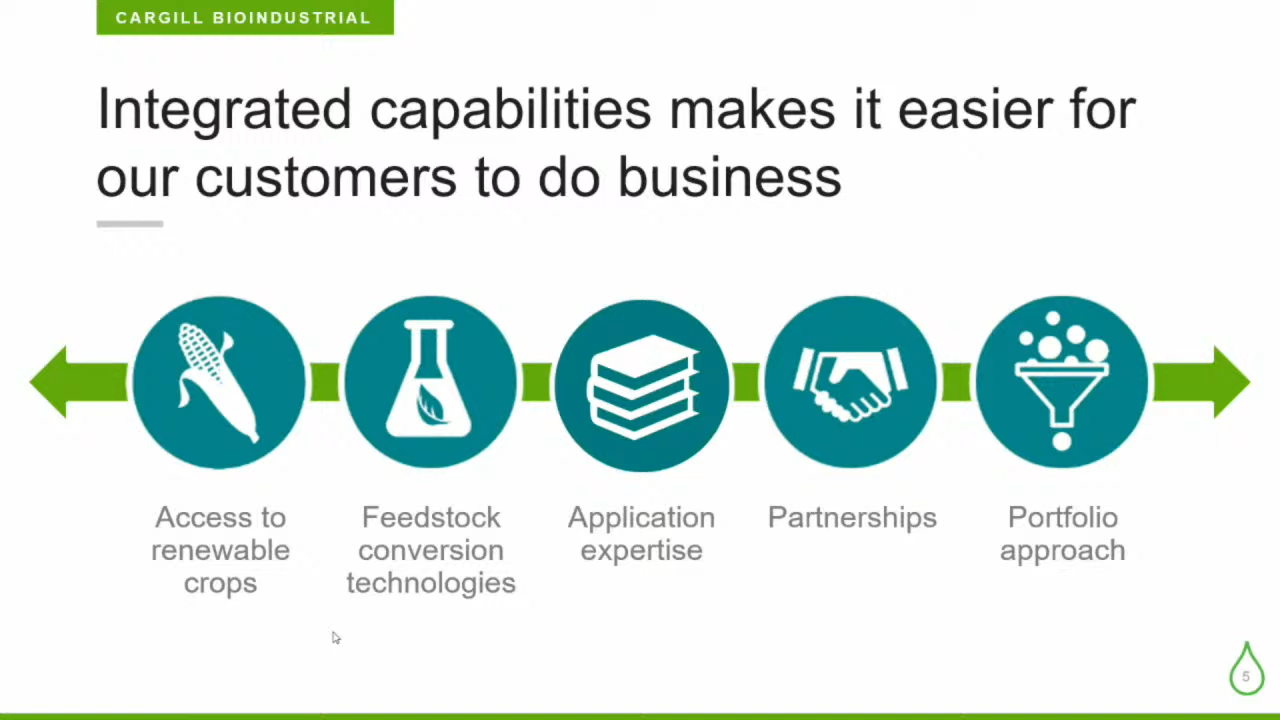 CARGILL BIOINDUSTRIAL
Integrated capabilities makes it easier for
our customers to do business
Access to
renewable
crops
Feedstock
conversion
technologies
Application
expertise
Partnerships
Portfolio
approach
5